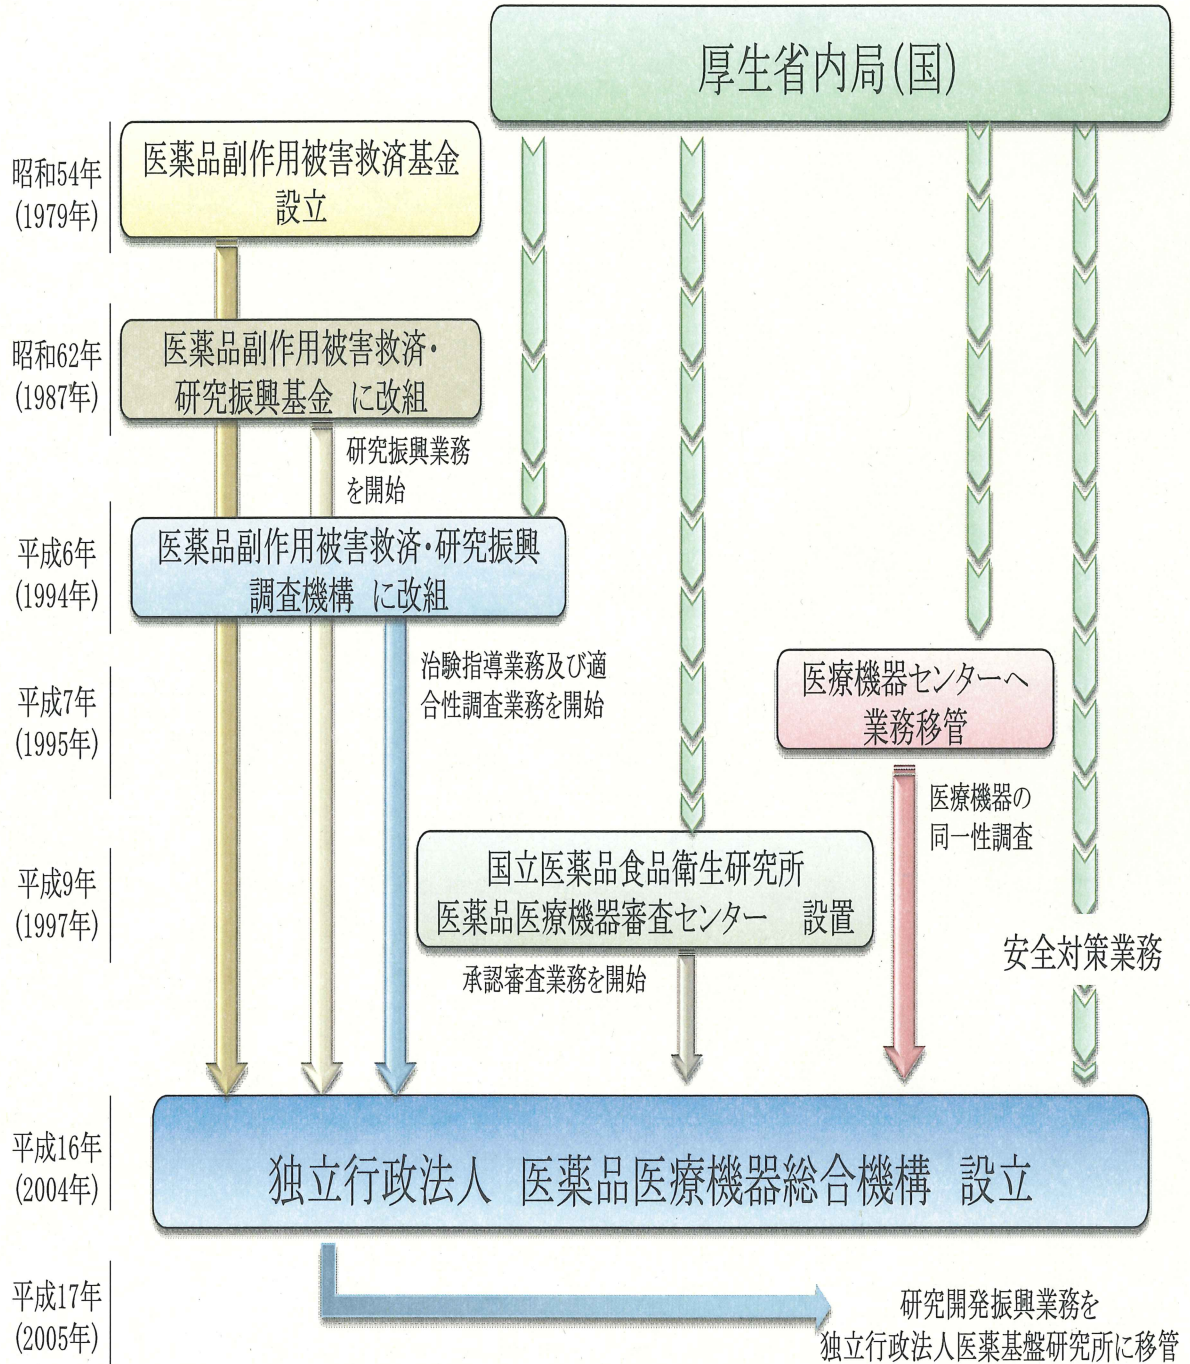 厚生省内局(国)
昭和54年
(1979年)
医薬品副作用被害救済基金
設立
昭和62年
(1987年)
医薬品副作用被害救済・
研究振興基金 に改組
研究振興業務
を開始
平成6年
(1994年)
医薬品副作用被害救済・研究振興
調査機構 に改組
治験指導業務及び適
合性調査業務を開始
平成7年
(1995年)
医療機器センターへ
業務移管
医療機器の
同一性調査
平成9年
(1997年)
国立医薬品食品衛生研究所
医薬品医療機器審査センター 設置
承認審査業務を開始
安全対策業務
平成16年
(2004年)
独立行政法人 医薬品医療機器総合機構 設立
平成17年
(2005年)
研究開発振興業務を
独立行政法人医薬基盤研究所に移管